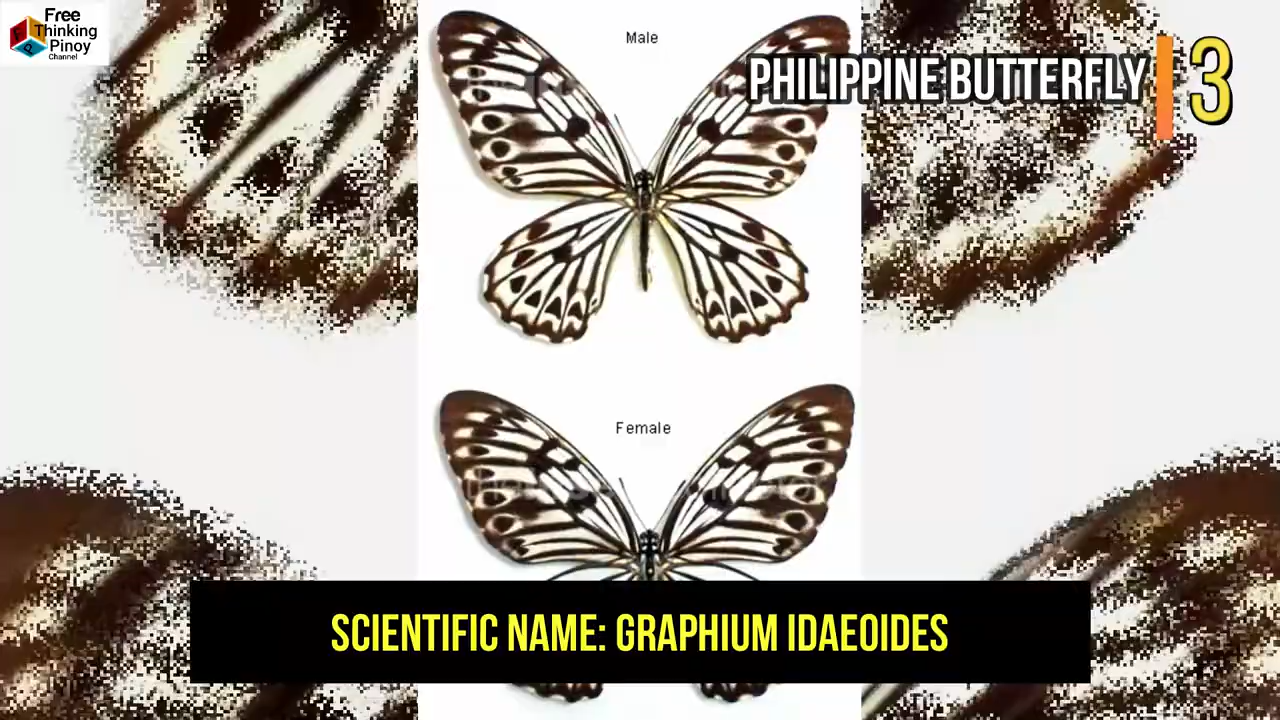 Free
Thinking
Pinoy
Channel
Male
PHILIPPINE BUTTERFLY
3
Female
SCIENTIFIC NAME: GRAPHIUM IDAEOIDES